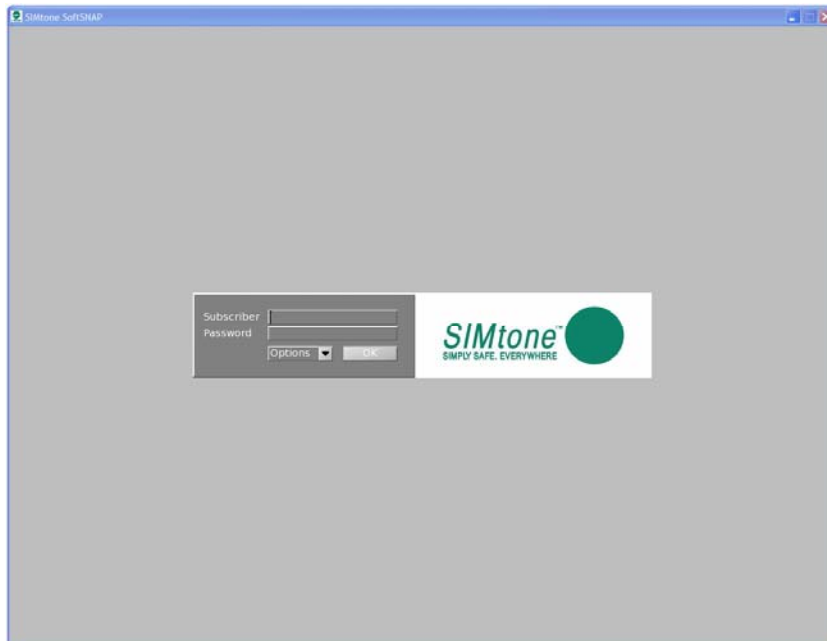 SIMtone SoftSNAP
Subscriber
Password
Options
OK
SIMtone™
SIMPLY SAFE. EVERYWHERE